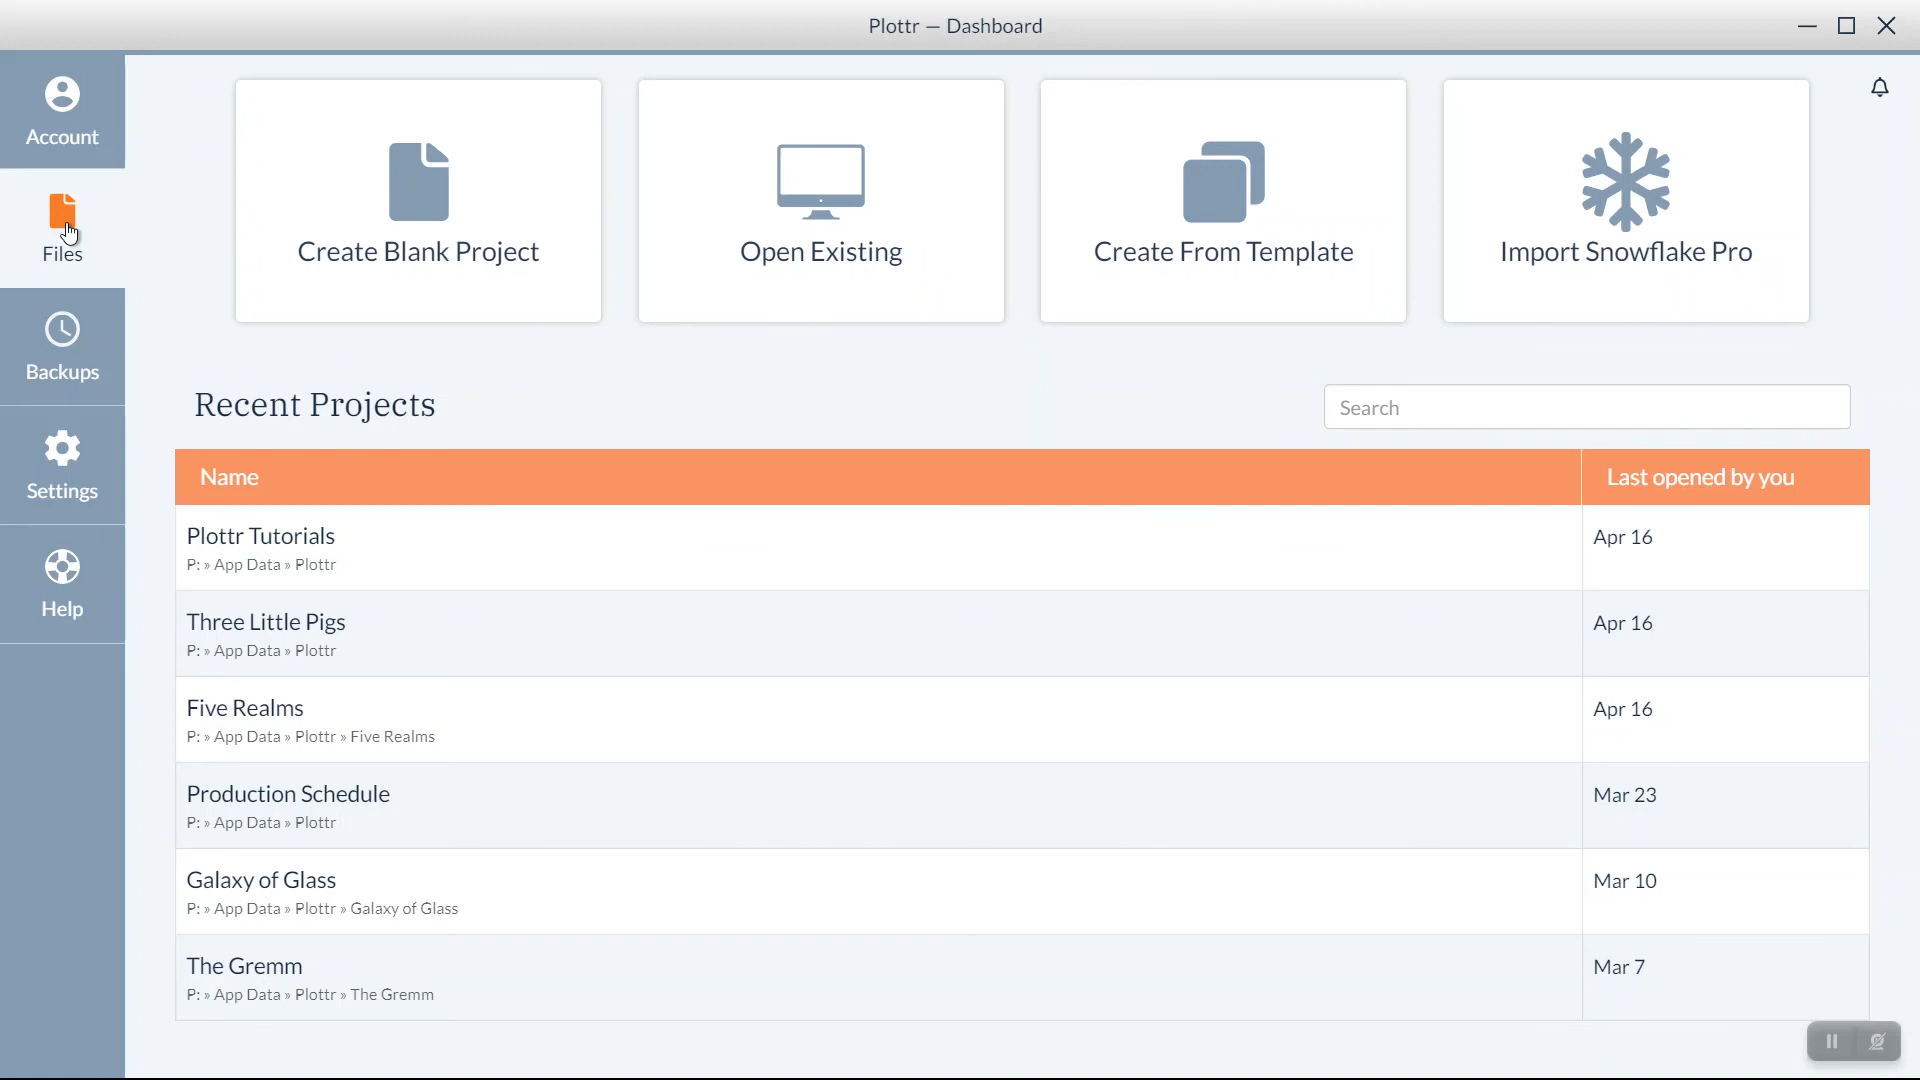 Plottr — Dashboard
Account
Files
Backups
Settings
Help
Create Blank Project
Open Existing
Create From Template
Import Snowflake Pro
Recent Projects
Search
Name
Last opened by you
Plottr Tutorials
P: » App Data » Plottr
Apr 16
Three Little Pigs
P: » App Data » Plottr
Apr 16
Five Realms
P: » App Data » Plottr » Five Realms
Apr 16
Production Schedule
P: » App Data » Plottr
Mar 23
Galaxy of Glass
P: » App Data » Plottr » Galaxy of Glass
Mar 10
The Gremm
P: » App Data » Plottr » The Gremm
Mar 7